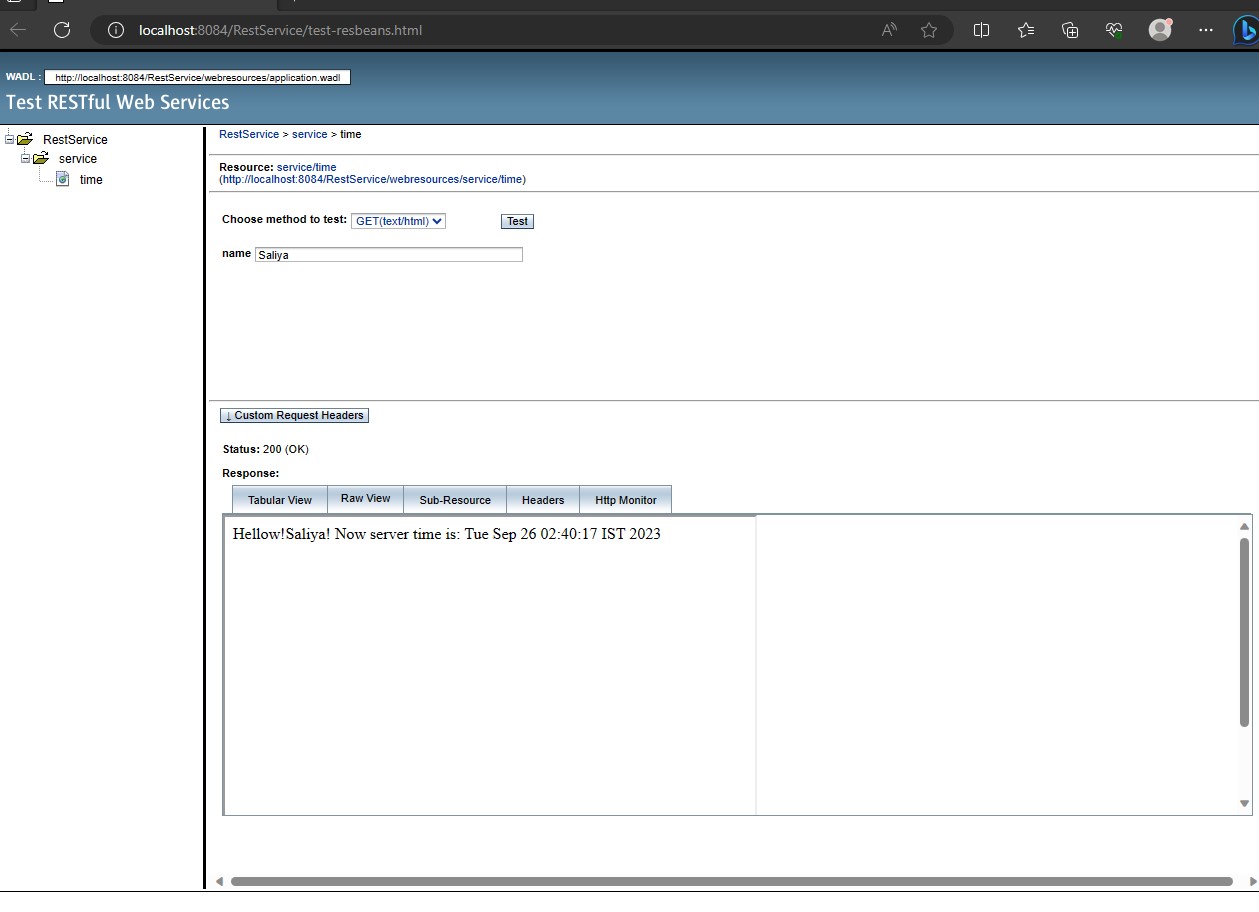 localhost:8084/RestService/test-resbeans.html
WADL : http://localhost:8084/RestService/webresources/application.wadl
Test RESTful Web Services
RestService
service
time
RestService > service > time
Resource: service/time
(http://localhost:8084/RestService/webresources/service/time)
Choose method to test: GET(text/html) Test
name Saliya
↓ Custom Request Headers
Status: 200 (OK)
Response:
Tabular View Raw View Sub-Resource Headers Http Monitor
Hellow!Saliya! Now server time is: Tue Sep 26 02:40:17 IST 2023